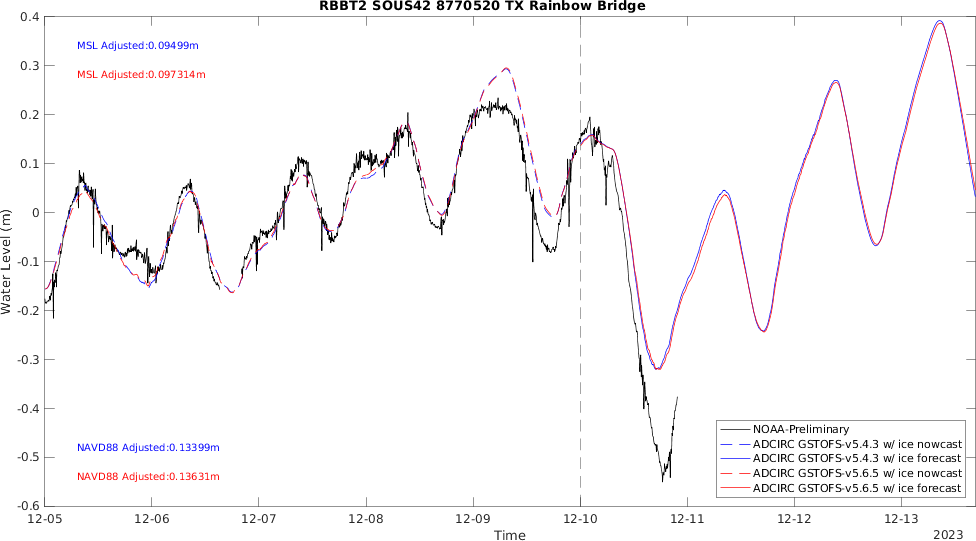 RBBT2 SOUS42 8770520 TX Rainbow Bridge
0.4
0.3
0.2
0.1
0
-0.1
-0.2
-0.3
-0.4
-0.5
-0.6
Water Level (m)
MSL Adjusted:0.09499m
MSL Adjusted:0.097314m
NAVD88 Adjusted:0.13399m
NAVD88 Adjusted:0.13631m
NOAA-Preliminary
ADCIRC GSTOFS-v5.4.3 w/ ice nowcast
ADCIRC GSTOFS-v5.4.3 w/ ice forecast
ADCIRC GSTOFS-v5.6.5 w/ ice nowcast
ADCIRC GSTOFS-v5.6.5 w/ ice forecast
12-05 12-06 12-07 12-08 12-09 12-10 12-11 12-12 12-13
Time
2023